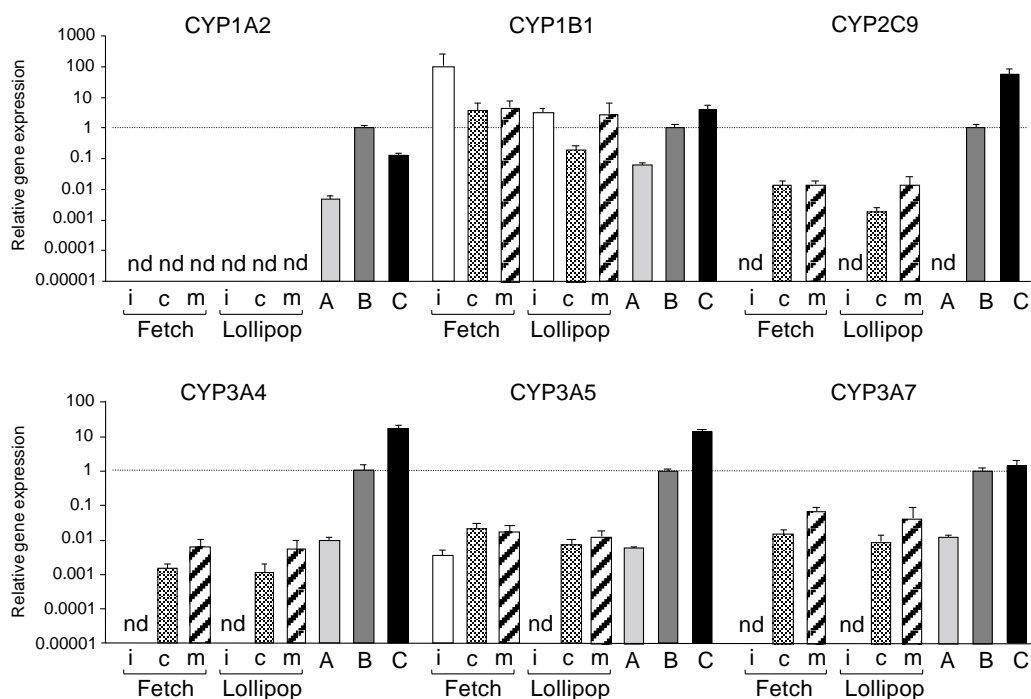 CYP1A2 CYP1B1 CYP2C9
Relative gene expression
1000
100
10
1
0.1
0.01
0.001
0.0001
0.00001
nd nd nd nd nd nd nd nd nd
i c m i c m A B C i c m i c m A B C i c m i c m A B C
Fetch Lollipop Fetch Lollipop Fetch Lollipop
CYP3A4 CYP3A5 CYP3A7
Relative gene expression
100
10
1
0.1
0.01
0.001
0.0001
0.00001
nd nd nd nd nd
i c m i c m A B C i c m i c m A B C i c m i c m A B C
Fetch Lollipop Fetch Lollipop Fetch Lollipop